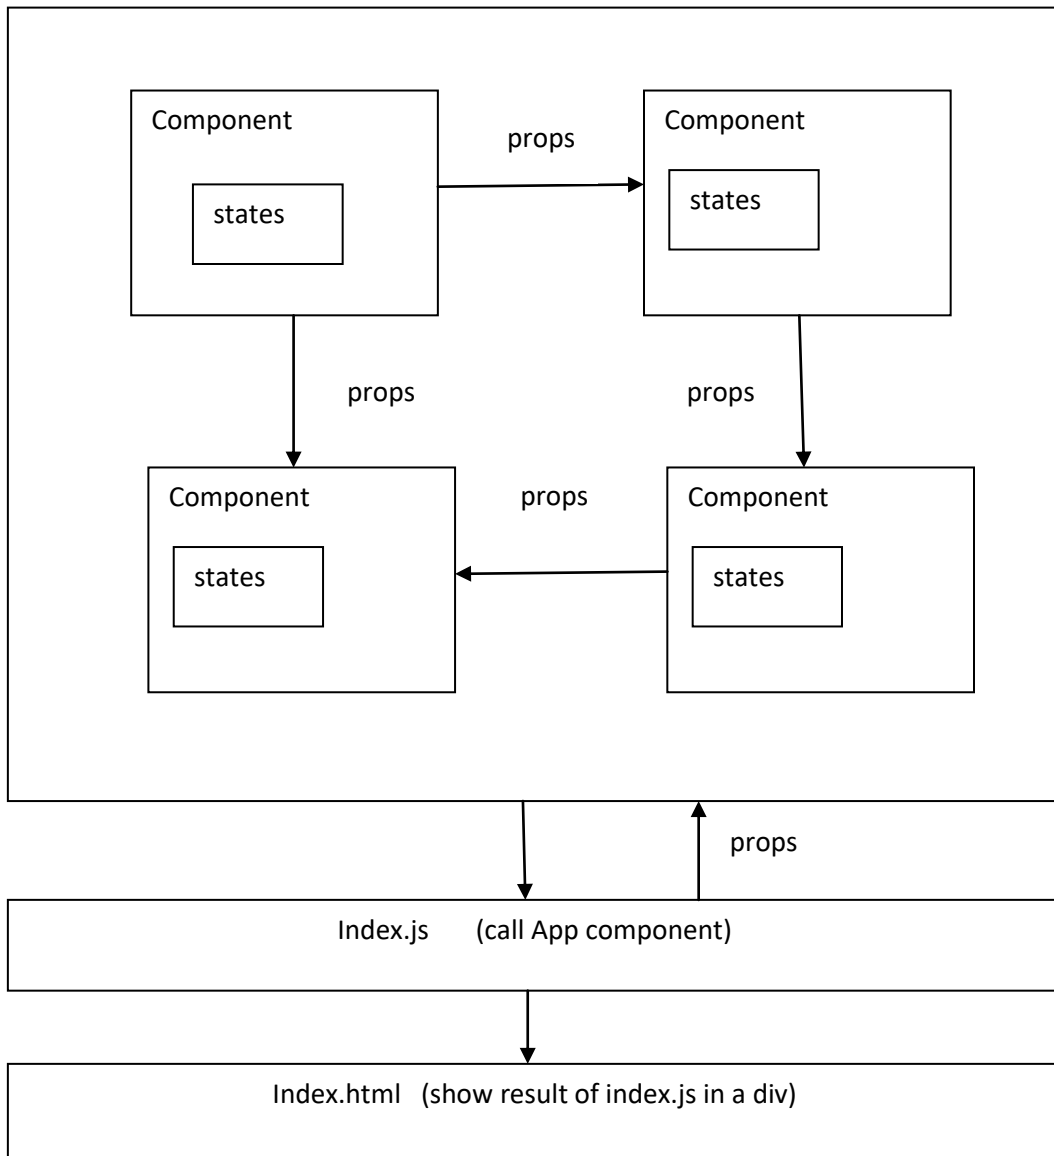 Component
props
Component
states
states
props
props
Component
props
Component
states
states
props
Index.js (call App component)
Index.html (show result of index.js in a div)